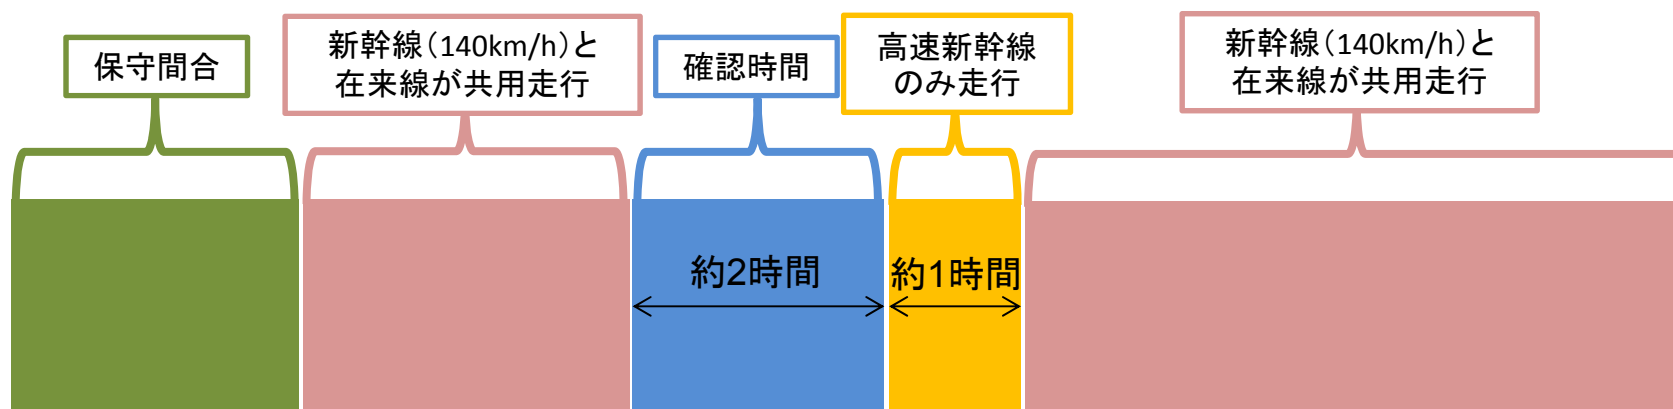 保守間合
新幹線（140km/h）と
在来線が共用走行
確認時間
高速新幹線
のみ走行
新幹線（140km/h）と
在来線が共用走行
約2時間
約1時間